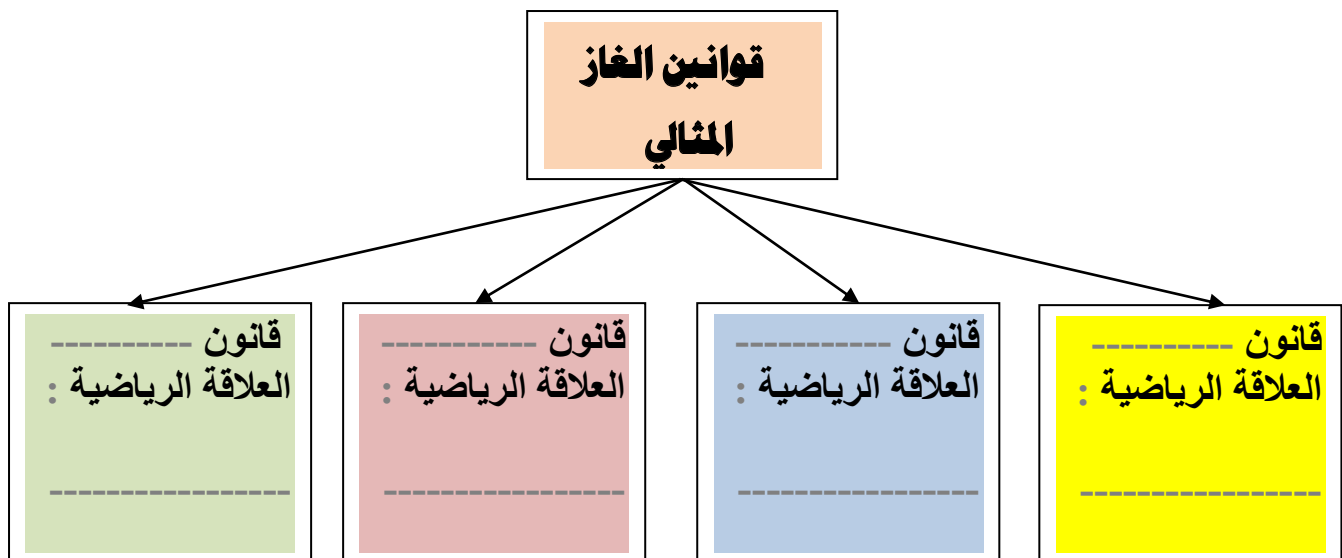 قوانين الغاز
المثالي
قانون ----------
العلاقة الرياضية :
-----------------
قانون -----------
العلاقة الرياضية :
-----------------
قانون -----------
العلاقة الرياضية :
-----------------
قانون ----------
العلاقة الرياضية :
-----------------